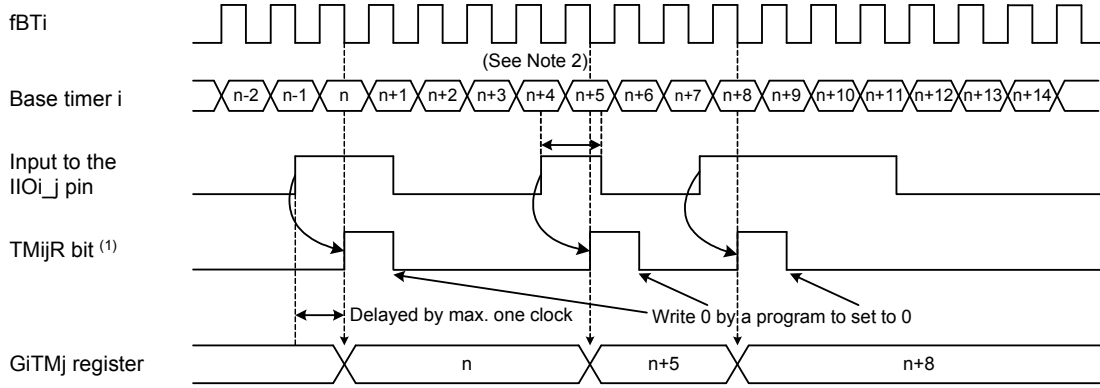 fBTi
(See Note 2)
Base timer i
n-2 n-1 n n+1 n+2 n+3 n+4 n+5 n+6 n+7 n+8 n+9 n+10 n+11 n+12 n+13 n+14
Input to the
IIOi_j pin
TMijR bit (1)
Delayed by max. one clock
Write 0 by a program to set to 0
GiTMj register
n n+5 n+8